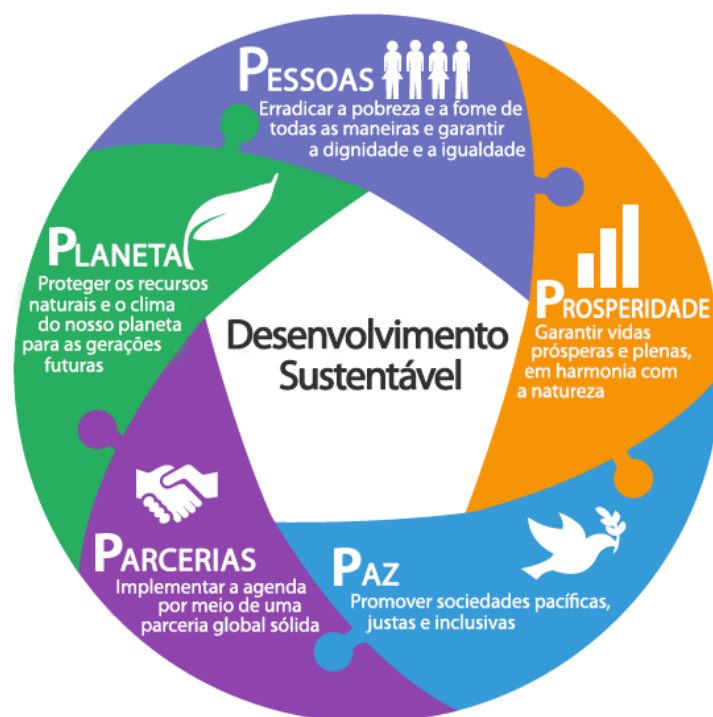 PESSOAS
Erradicar a pobreza e a fome de
todas as maneiras e garantir
a dignidade e a igualdade
PLANETA
Proteger os recursos
naturais e o clima
do nosso planeta
para as gerações
futuras
Desenvolvimento
Sustentável
PROSPERIDADE
Garantir vidas
prósperas e plenas,
em harmonia com
a natureza
PARCERIAS
Implementar a agenda
por meio de uma
parceria global sólida
PAZ
Promover sociedades pacíficas,
justas e inclusivas